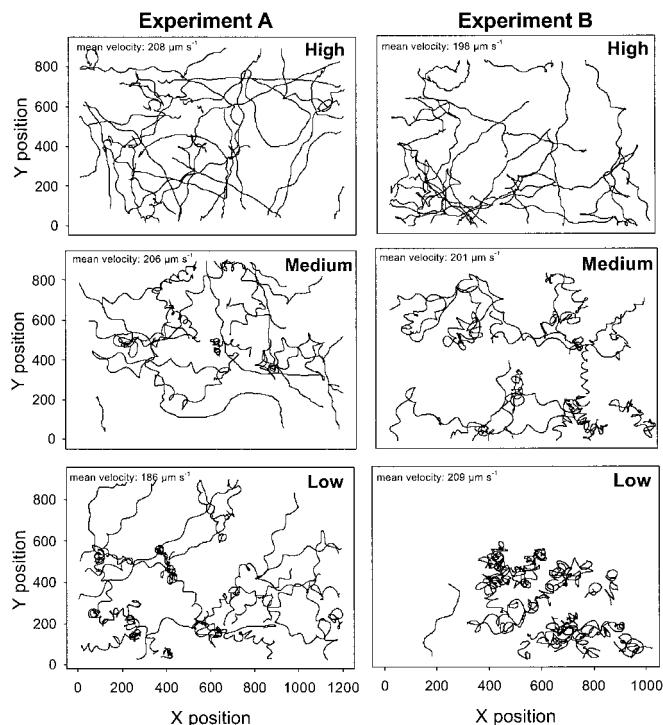 Experiment A
Experiment B
mean velocity: 208 µm s⁻¹
High
Y position
800
600
400
200
0
mean velocity: 198 µm s⁻¹
High
mean velocity: 206 µm s⁻¹
Medium
Y position
800
600
400
200
0
mean velocity: 201 µm s⁻¹
Medium
mean velocity: 186 µm s⁻¹
Low
Y position
800
600
400
200
0
0 200 400 600 800 1000 1200
X position
mean velocity: 209 µm s⁻¹
Low
0 200 400 600 800 1000
X position